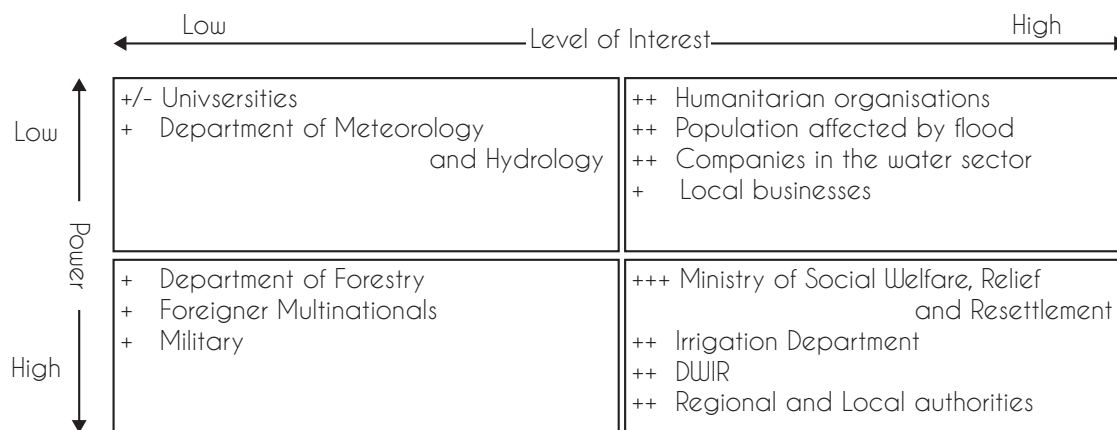 Low
High
Level of Interest
Low
Power
High
+/- Univsersities
+ Department of Meteorology
and Hydrology
++ Humanitarian organisations
++ Population affected by flood
++ Companies in the water sector
+ Local businesses
+ Department of Forestry
+ Foreigner Multinationals
+ Military
+++ Ministry of Social Welfare, Relief
and Resettlement
++ Irrigation Department
++ DWIR
++ Regional and Local authorities